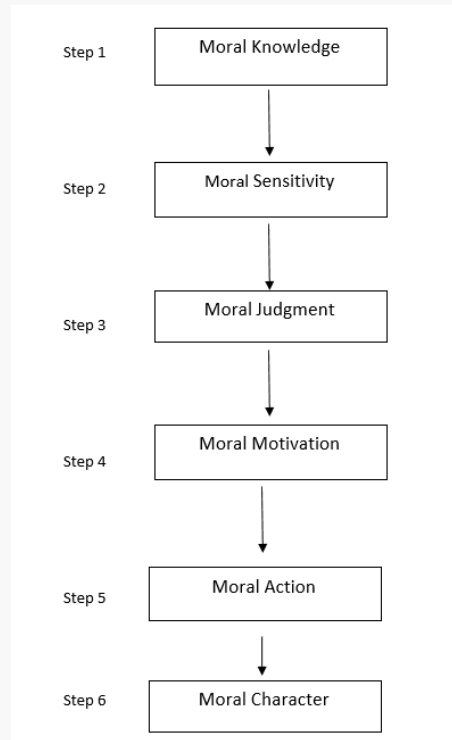 Step 1 Moral Knowledge
Step 2 Moral Sensitivity
Step 3 Moral Judgment
Step 4 Moral Motivation
Step 5 Moral Action
Step 6 Moral Character